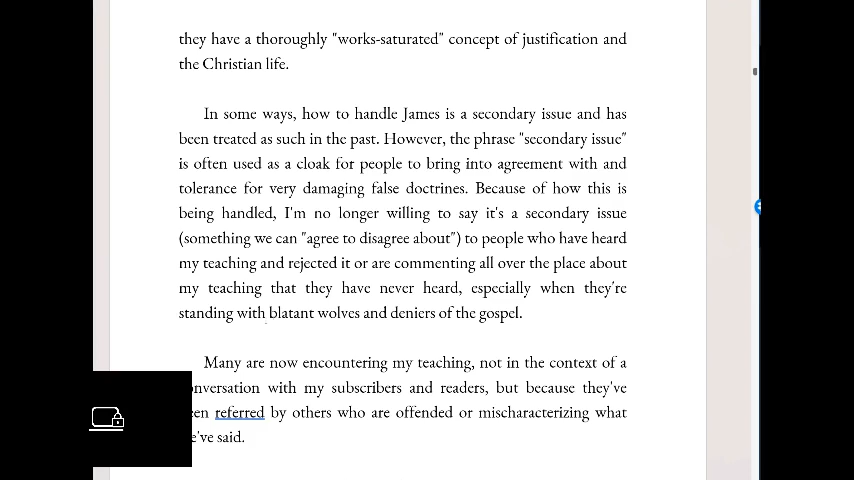 they have a thoroughly "works-saturated" concept of justification and
the Christian life.
In some ways, how to handle James is a secondary issue and has
been treated as such in the past. However, the phrase "secondary issue"
is often used as a cloak for people to bring into agreement with and
tolerance for very damaging false doctrines. Because of how this is
being handled, I'm no longer willing to say it's a secondary issue
(something we can "agree to disagree about") to people who have heard
my teaching and rejected it or are commenting all over the place about
my teaching that they have never heard, especially when they're
standing with blatant wolves and deniers of the gospel.
Many are now encountering my teaching, not in the context of a
conversation with my subscribers and readers, but because they've
referred by others who are offended or mischaracterizing what
said.